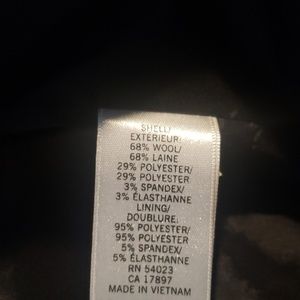 SHELL/
EXTERIEUR:
68% WOOL/
68% LAINE
29% POLYESTER/
29% POLYESTER
3% SPANDEX/
3% ÉLASTHANNE
LINING/
DOUBLURE:
95% POLYESTER/
95% POLYESTER
5% SPANDEX/
5% ÉLASTHANNE
RN 54023
CA 17897
MADE IN VIETNAM